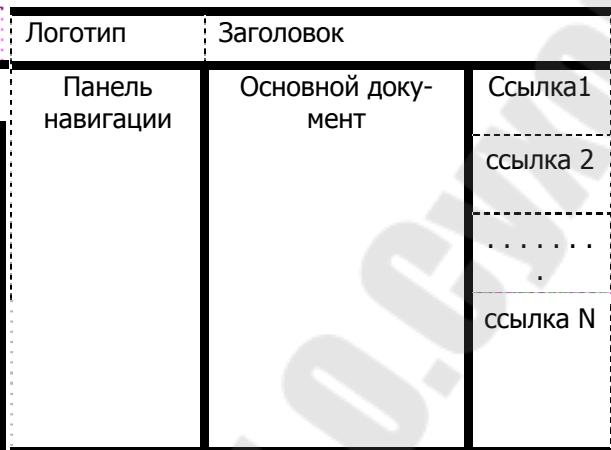 Логотип
Заголовок
Панель
навигации
Основной доку-
мент
Ссылка1
ссылка 2
. . . . . . .
.
ссылка N